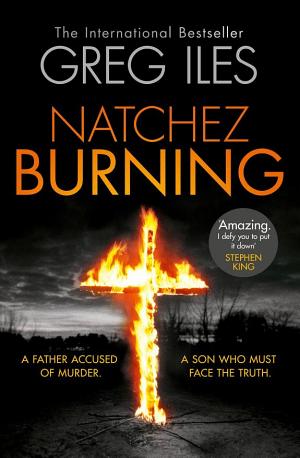 The International Bestseller
GREG ILES
NATCHEZ
BURNING
'Amazing.
I defy you to put
it down'
STEPHEN
KING
A FATHER ACCUSED
OF MURDER.
A SON WHO MUST
FACE THE TRUTH.